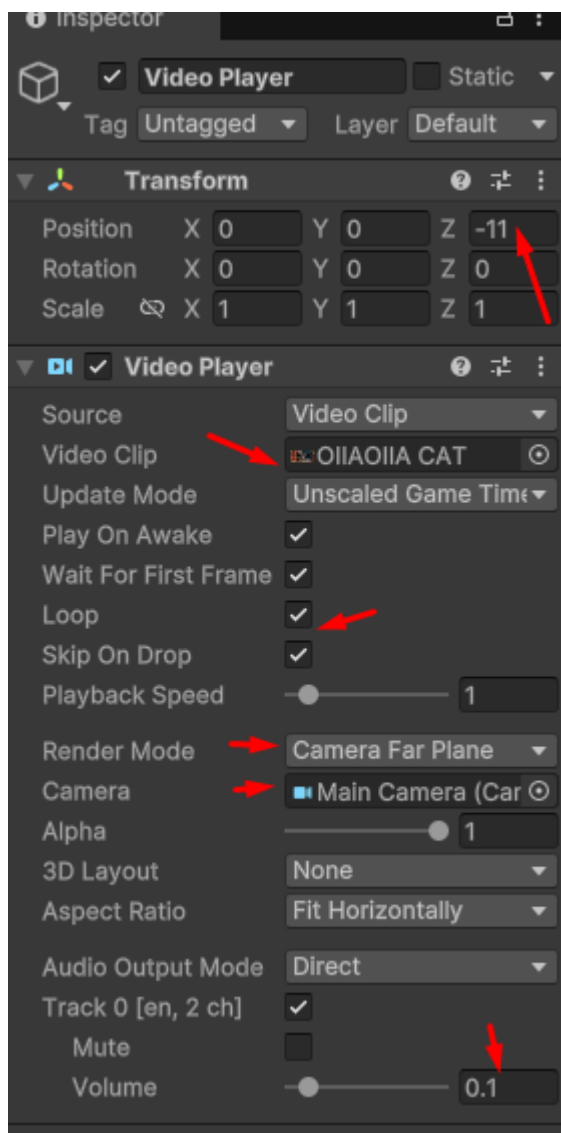 Inspector
Video Player Static
Tag Untagged Layer Default
Transform
Position X 0 Y 0 Z -11
Rotation X 0 Y 0 Z 0
Scale X 1 Y 1 Z 1
Video Player
Source Video Clip
Video Clip OIIAOIIA CAT
Update Mode Unscaled Game Time
Play On Awake
Wait For First Frame
Loop
Skip On Drop
Playback Speed 1
Render Mode Camera Far Plane
Camera Main Camera (Car
Alpha 1
3D Layout None
Aspect Ratio Fit Horizontally
Audio Output Mode Direct
Track 0 [en, 2 ch]
Mute
Volume 0.1